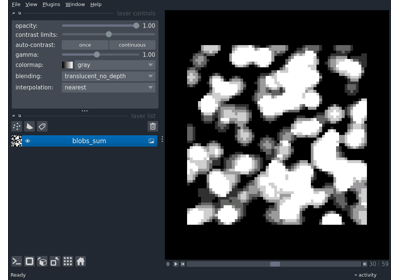 File View Plugins Window Help
layer controls
opacity: 1.00
contrast limits:
auto-contrast: once continuous
gamma: 1.00
colormap: gray
blending: translucent_no_depth
interpolation: nearest
layer list
blobs_sum
30 59
Ready
activity